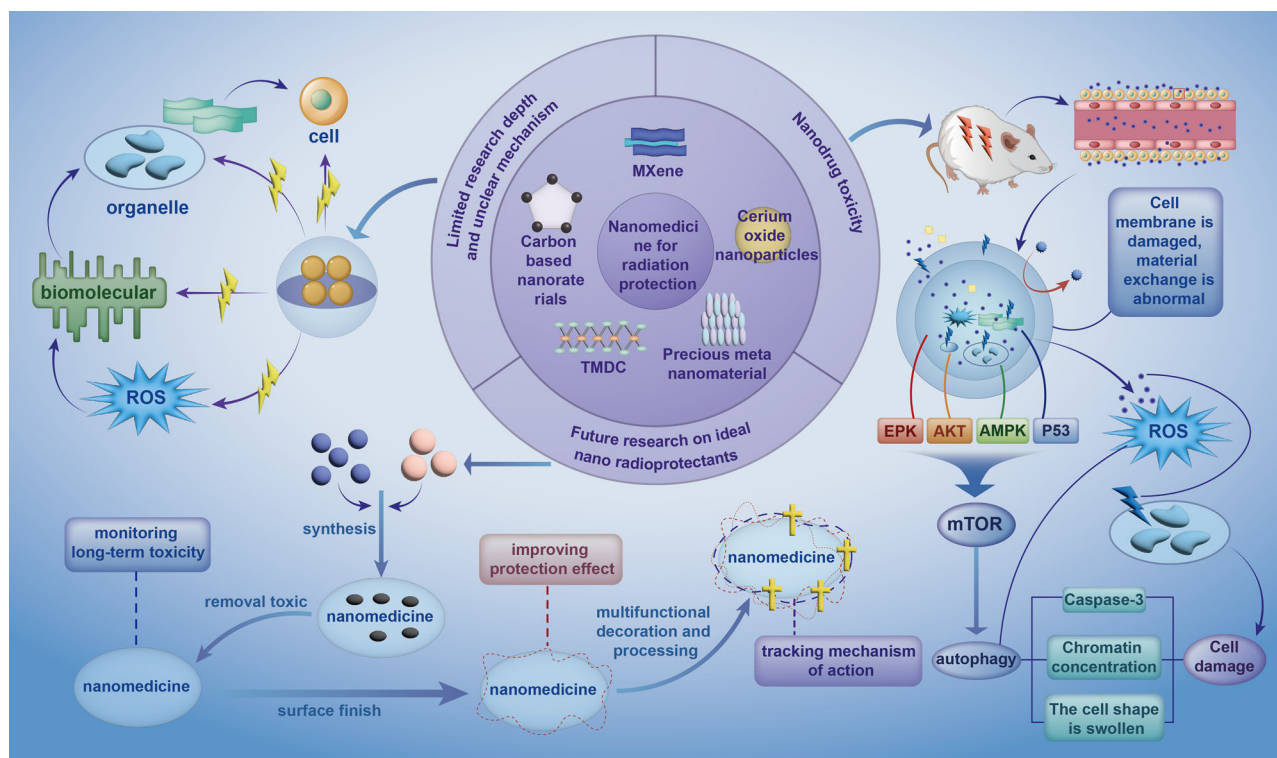 cell
organelle
biomolecular
ROS
Limited research depth
and unclear mechanism
Nanodrug toxicity
Future research on ideal
nano radioprotectants
MXene
Carbon
based
nanorate
rials
Nanomedici
ne for
radiation
protection
Cerium
oxide
nanoparticles
TMDC
Precious meta
nanomaterial
Cell
membrane is
damaged,
material
exchange is
abnormal
EPK
AKT
AMPK
P53
ROS
mTOR
autophagy
Caspase-3
Chromatin
concentration
The cell shape
is swollen
Cell
damage
synthesis
nanomedicine
removal toxic
monitoring
long-term toxicity
nanomedicine
surface finish
improving
protection effect
nanomedicine
multifunctional
decoration and
processing
nanomedicine
tracking mechanism
of action